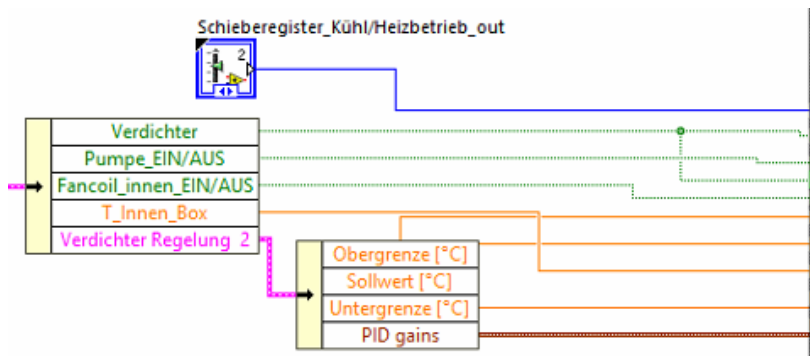 Schieberegister_Kühl/Heizbetrieb_out
2
Verdichter
Pumpe_EIN/AUS
Fancoil_innen_EIN/AUS
T_Innen_Box
Verdichter Regelung 2
Obergrenze [°C]
Sollwert [°C]
Untergrenze [°C]
PID gains